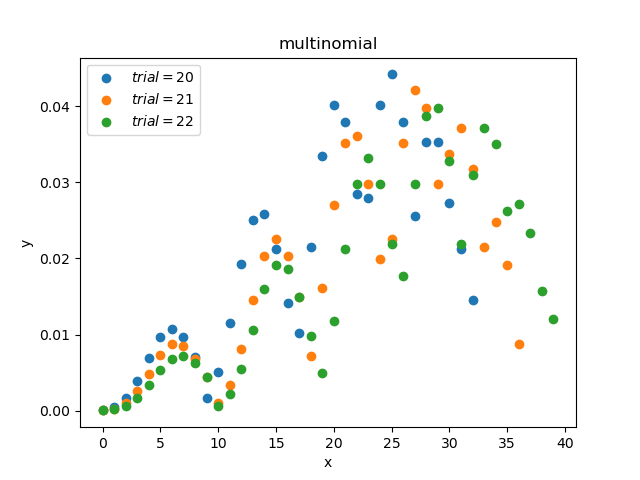 multinomial
trial = 20
trial = 21
trial = 22
0.04
0.03
0.02
0.01
0.00
y
0 5 10 15 20 25 30 35 40
x